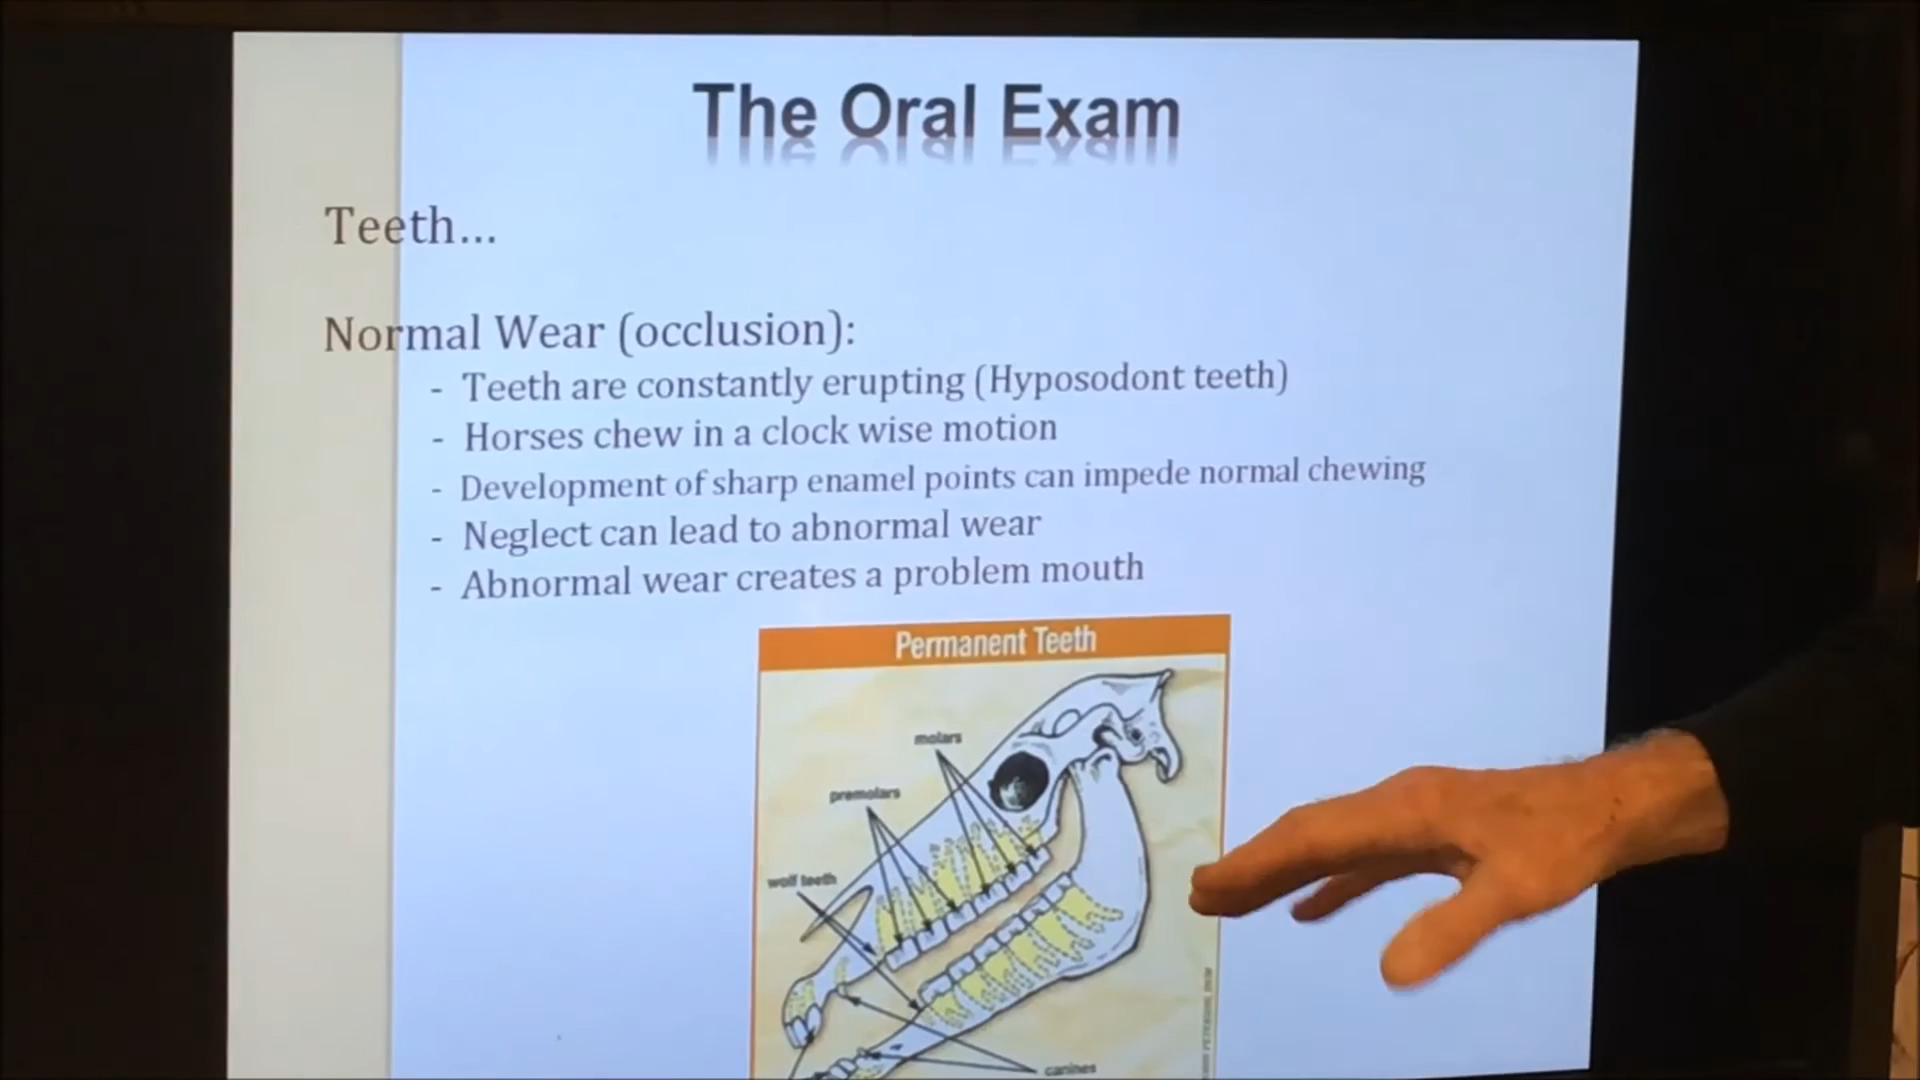 The Oral Exam
Teeth...
Normal Wear (occlusion):
- Teeth are constantly erupting (Hyposodont teeth)
- Horses chew in a clock wise motion
- Development of sharp enamel points can impede normal chewing
- Neglect can lead to abnormal wear
- Abnormal wear creates a problem mouth
Permanent Teeth
molars
premolars
wolf teeth
canines